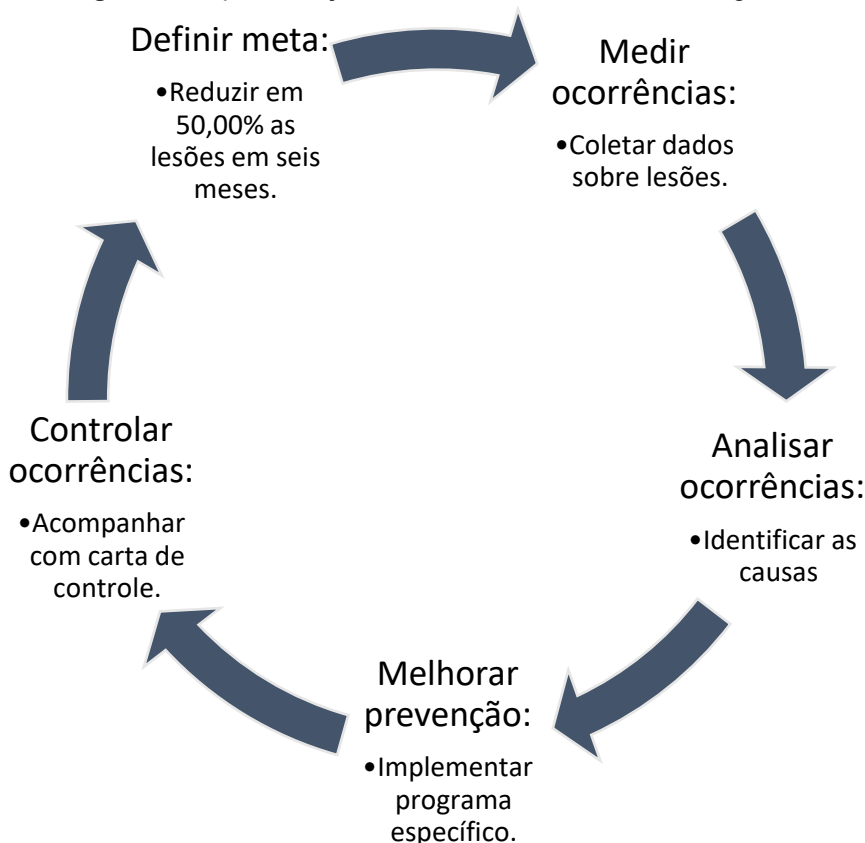 Definir meta:
•Reduzir em
50,00% as
lesões em seis
meses.
Medir
ocorrências:
•Coletar dados
sobre lesões.
Analisar
ocorrências:
•Identificar as
causas
Melhorar
prevenção:
•Implementar
programa
específico.
Controlar
ocorrências:
•Acompanhar
com carta de
controle.